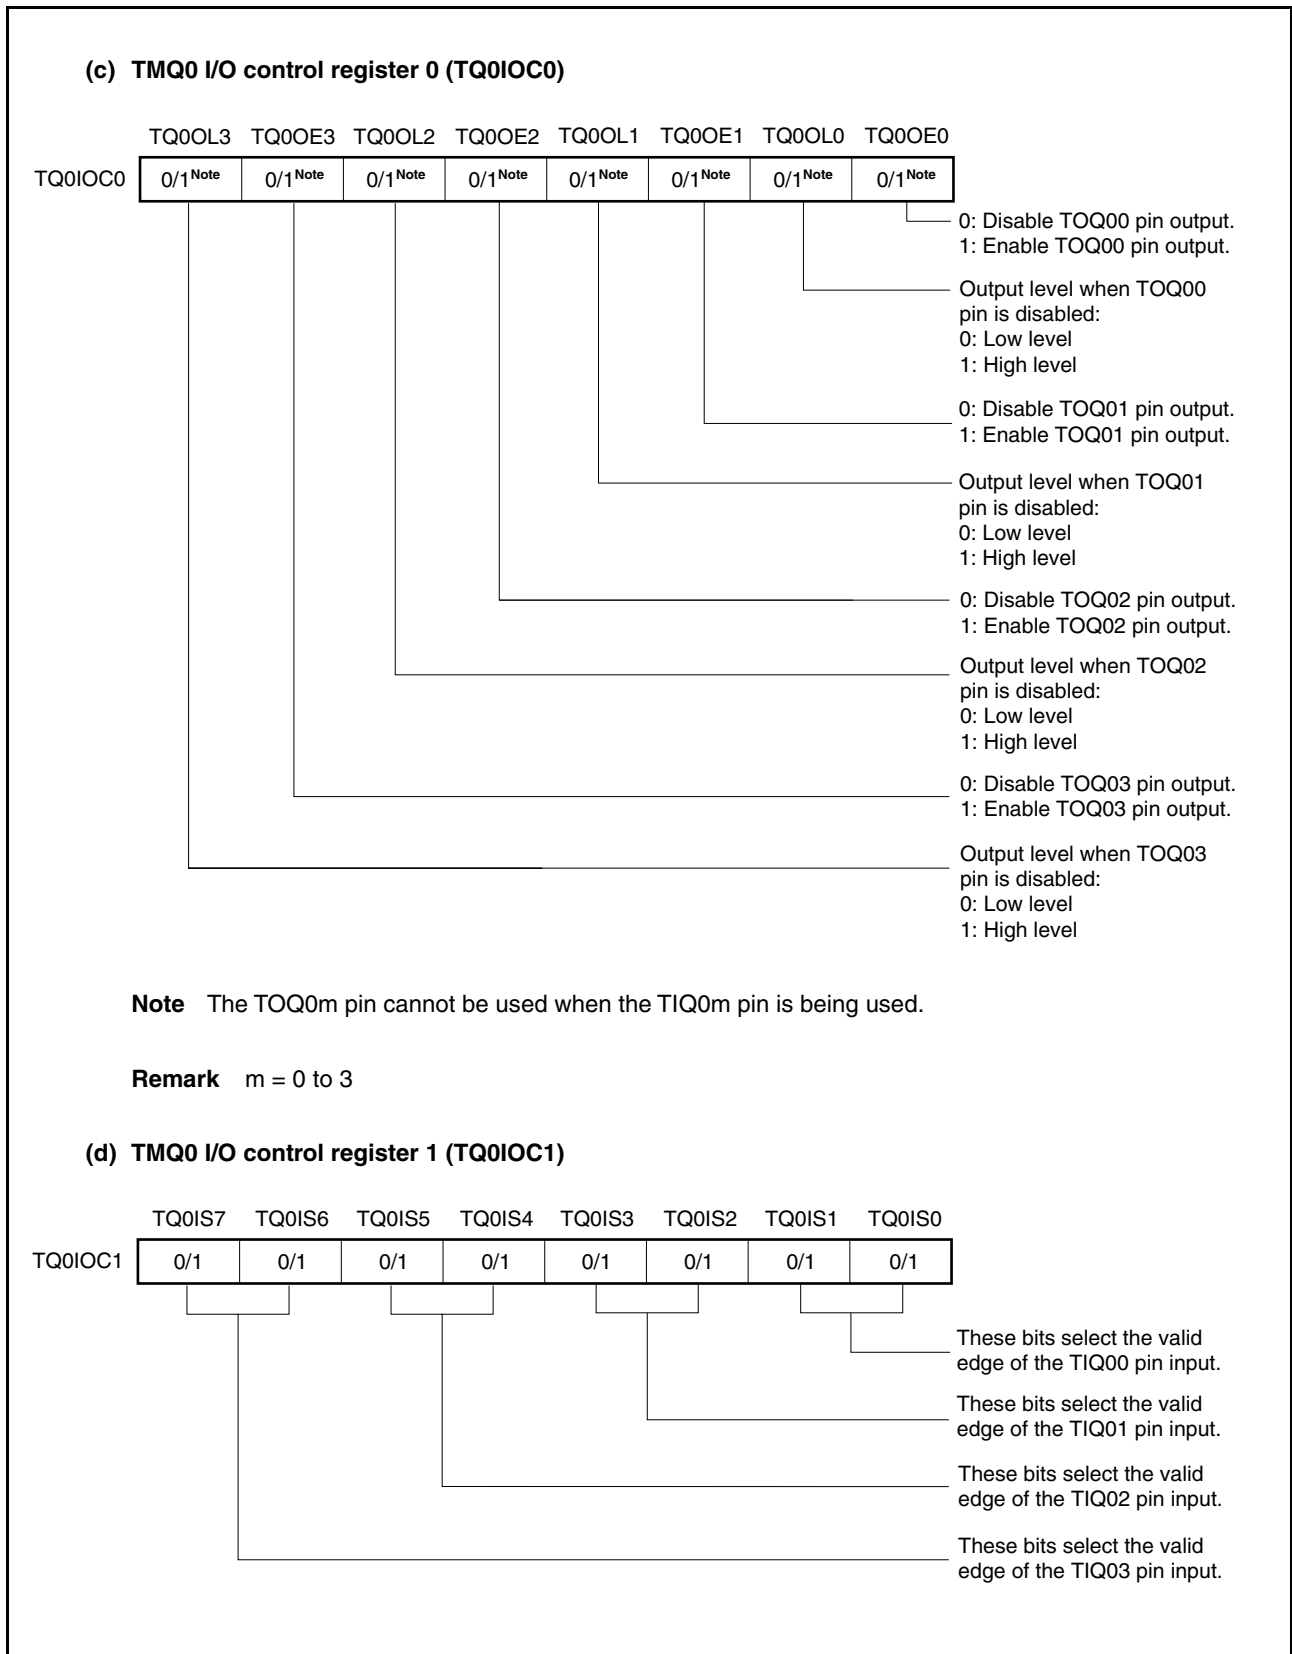 (c) TMQ0 I/O control register 0 (TQ0IOC0)
TQ0OL3 TQ0OE3 TQ0OL2 TQ0OE2 TQ0OL1 TQ0OE1 TQ0OL0 TQ0OE0
TQ0IOC0 0/1Note 0/1Note 0/1Note 0/1Note 0/1Note 0/1Note 0/1Note 0/1Note
0: Disable TOQ00 pin output.
1: Enable TOQ00 pin output.
Output level when TOQ00
pin is disabled:
0: Low level
1: High level
0: Disable TOQ01 pin output.
1: Enable TOQ01 pin output.
Output level when TOQ01
pin is disabled:
0: Low level
1: High level
0: Disable TOQ02 pin output.
1: Enable TOQ02 pin output.
Output level when TOQ02
pin is disabled:
0: Low level
1: High level
0: Disable TOQ03 pin output.
1: Enable TOQ03 pin output.
Output level when TOQ03
pin is disabled:
0: Low level
1: High level
Note The TOQ0m pin cannot be used when the TIQ0m pin is being used.
Remark m = 0 to 3
(d) TMQ0 I/O control register 1 (TQ0IOC1)
TQ0IS7 TQ0IS6 TQ0IS5 TQ0IS4 TQ0IS3 TQ0IS2 TQ0IS1 TQ0IS0
TQ0IOC1 0/1 0/1 0/1 0/1 0/1 0/1 0/1 0/1
These bits select the valid
edge of the TIQ00 pin input.
These bits select the valid
edge of the TIQ01 pin input.
These bits select the valid
edge of the TIQ02 pin input.
These bits select the valid
edge of the TIQ03 pin input.